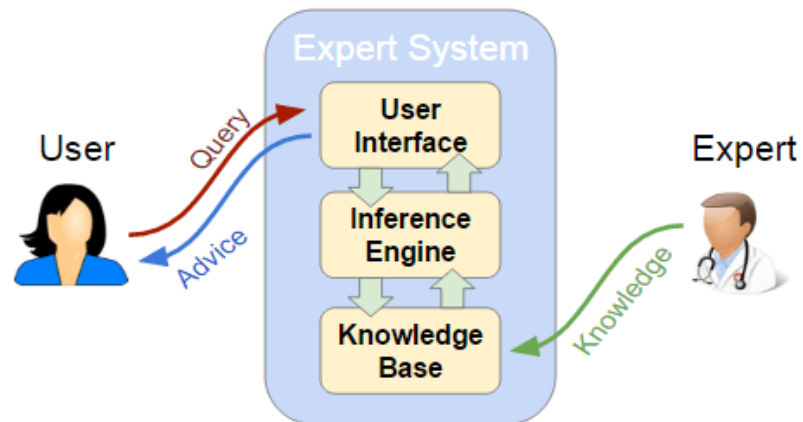 Expert System
User
Interface
User
Query
Advice
Expert
Inference
Engine
Knowledge
Knowledge
Base